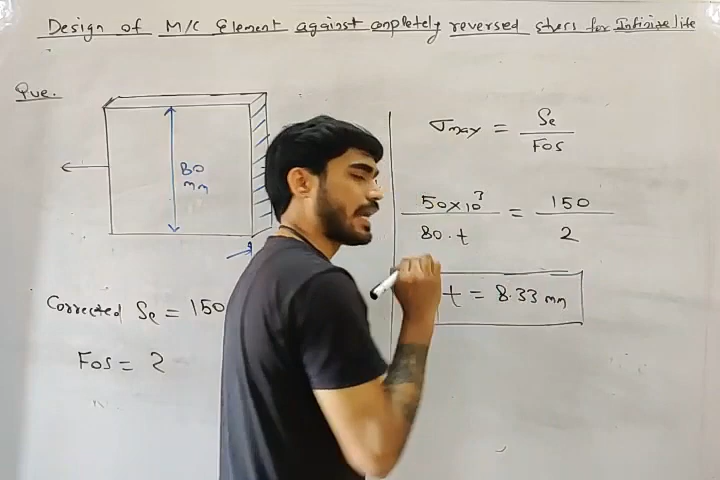 Design of M/C Element against completely reversed stress for Infinite life
Que.
80
mm
Corrected Se = 150
FOS = 2
σmax = Se / FOS
50×10³ / 80·t = 150 / 2
t = 8.33 mm